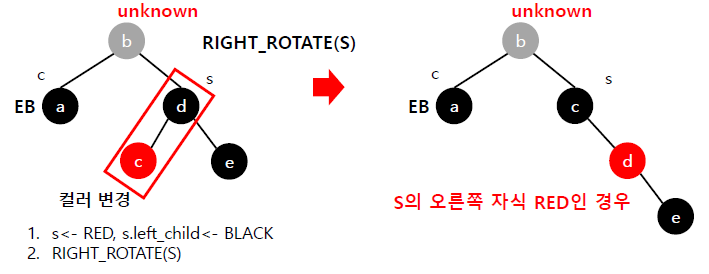 unknown
b
c
s
EB
a
d
c
e
컬러 변경
1. s<- RED, s.left_child<- BLACK
2. RIGHT_ROTATE(S)
RIGHT_ROTATE(S)
unknown
b
c
s
EB
a
c
d
e
S의 오른쪽 자식 RED인 경우